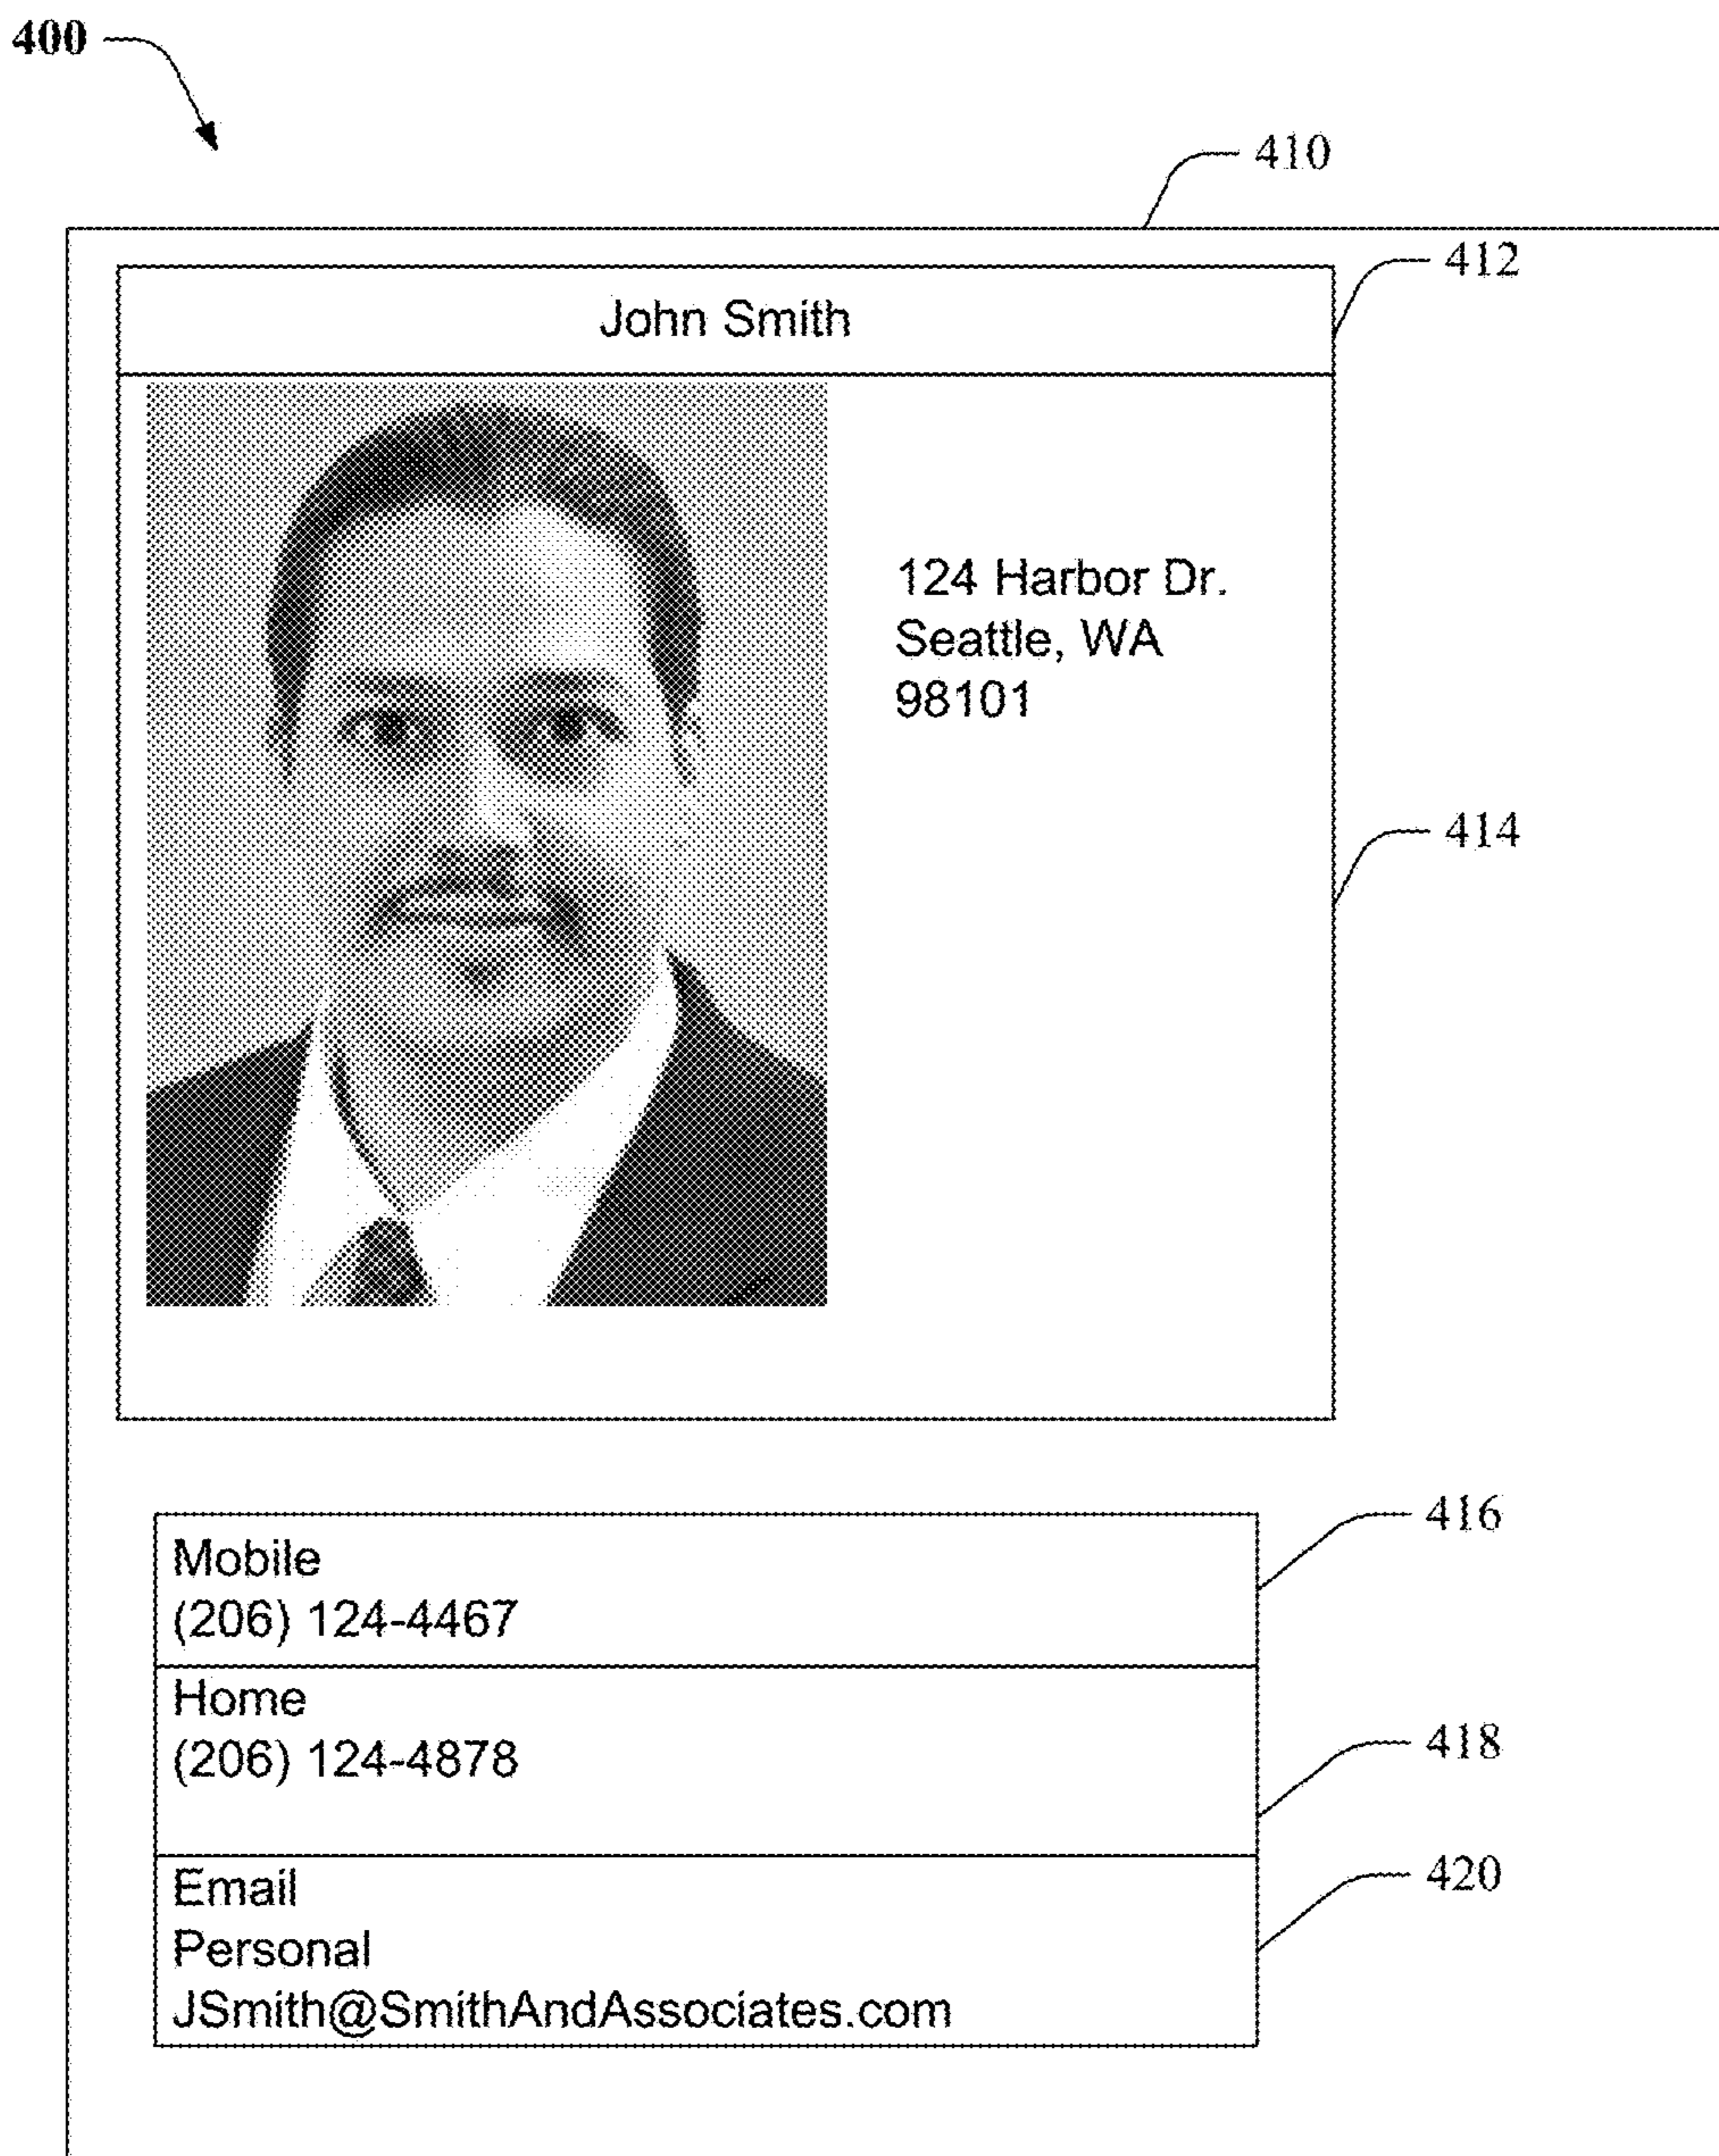 400
410
412
John Smith
124 Harbor Dr.
Seattle, WA
98101
414
416
Mobile
(206) 124-4467
Home
(206) 124-4878
418
Email
420
Personal
JSmith@SmithAndAssociates.com